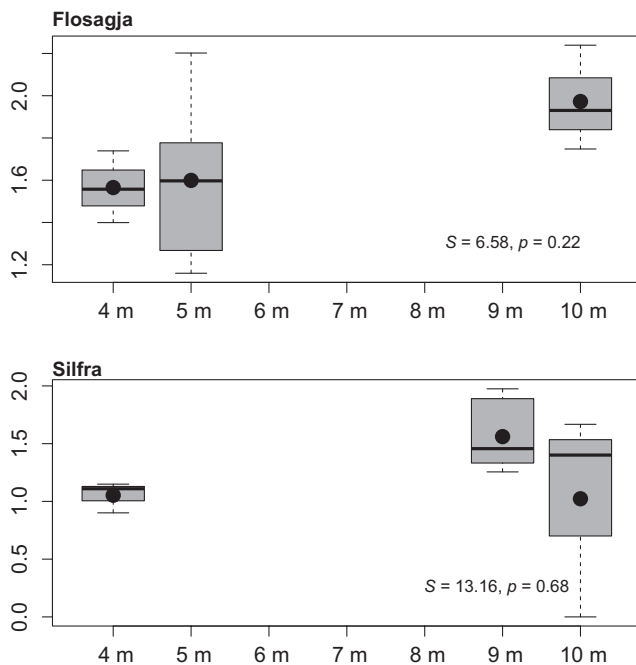 Flosagja
2.0
1.6
1.2
S = 6.58, p = 0.22
4 m 5 m 6 m 7 m 8 m 9 m 10 m
Silfra
2.0
1.5
1.0
0.5
0.0
S = 13.16, p = 0.68
4 m 5 m 6 m 7 m 8 m 9 m 10 m